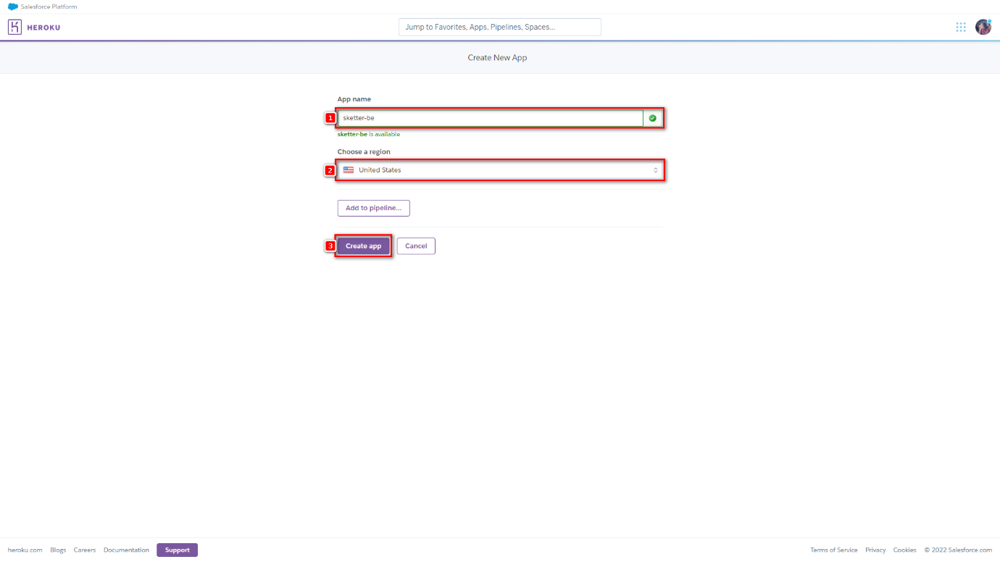 Salesforce Platform
HEROKU
Jump to Favorites, Apps, Pipelines, Spaces...
Create New App
App name
1
sketter-be
sketter-be is available
Choose a region
2
United States
Add to pipeline...
3
Create app
Cancel
heroku.com Blogs Careers Documentation Support
Terms of Service Privacy Cookies © 2022 Salesforce.com